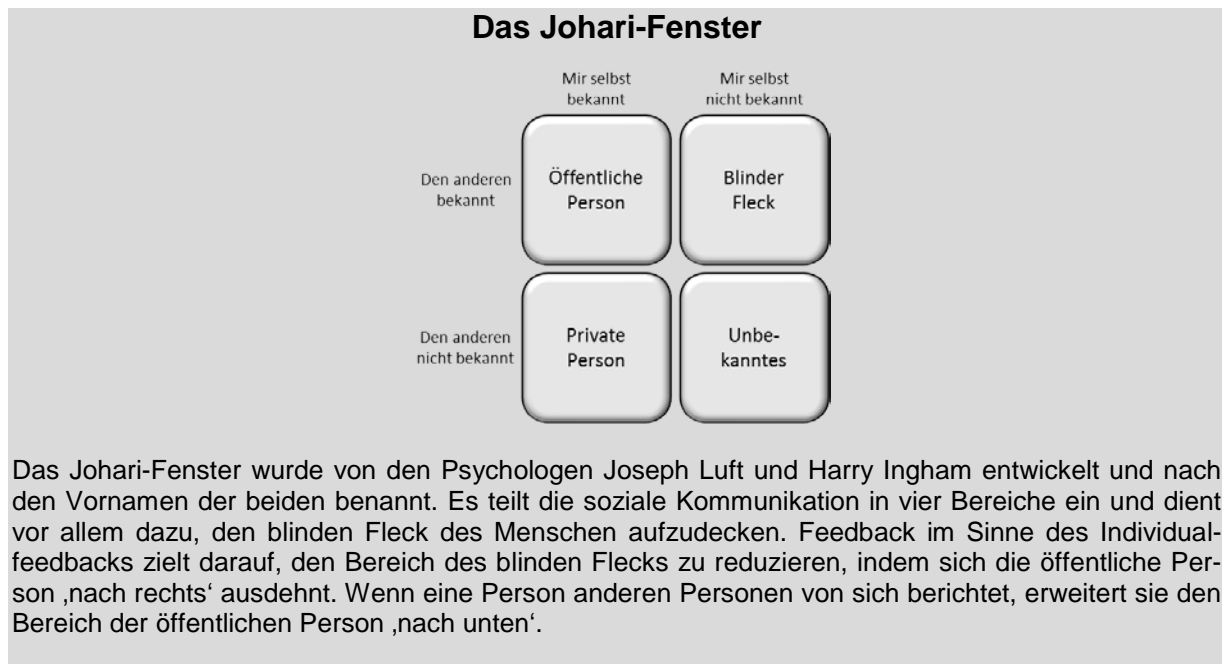 Das Johari-Fenster
Mir selbst
bekannt
Mir selbst
nicht bekannt
Den anderen
bekannt
Öffentliche
Person
Blinder
Fleck
Den anderen
nicht bekannt
Private
Person
Unbe-
kanntes
Das Johari-Fenster wurde von den Psychologen Joseph Luft und Harry Ingham entwickelt und nach
den Vornamen der beiden benannt. Es teilt die soziale Kommunikation in vier Bereiche ein und dient
vor allem dazu, den blinden Fleck des Menschen aufzudecken. Feedback im Sinne des Individual-
feedbacks zielt darauf, den Bereich des blinden Flecks zu reduzieren, indem sich die öffentliche Per-
son ‚nach rechts‘ ausdehnt. Wenn eine Person anderen Personen von sich berichtet, erweitert sie den
Bereich der öffentlichen Person ‚nach unten‘.